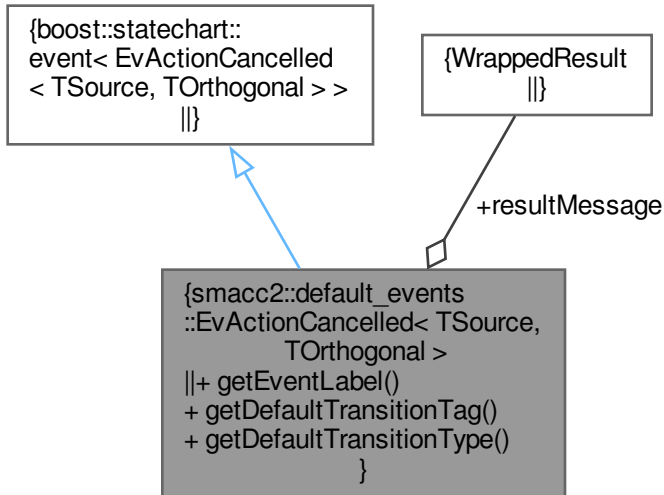 {boost::statechart::
event< EvActionCancelled
< TSource, TOrthogonal > >
||}
{WrappedResult
||}
+resultMessage
{smacc2::default_events
::EvActionCancelled< TSource,
TOrthogonal >
||+ getEventLabel()
+ getDefaultTransitionTag()
+ getDefaultTransitionType()
}